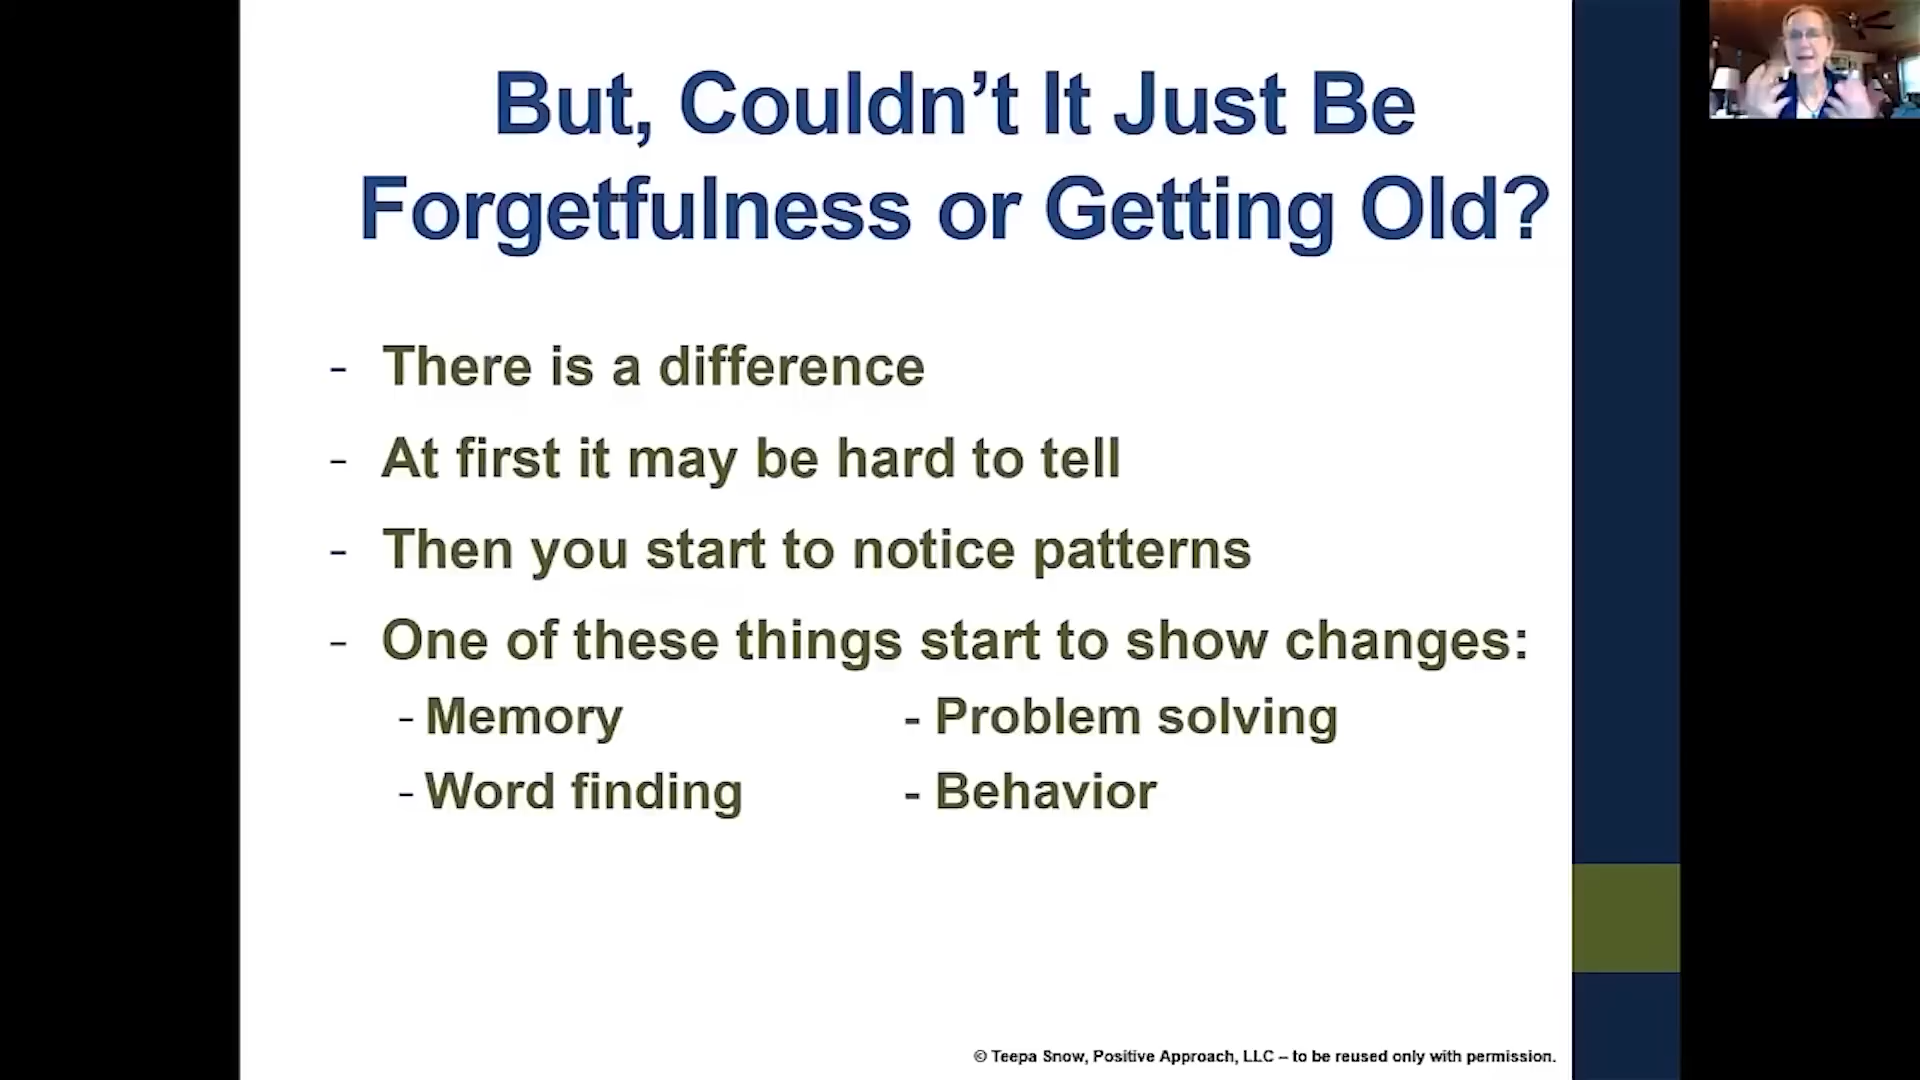 But, Couldn’t It Just Be
Forgetfulness or Getting Old?
- There is a difference
- At first it may be hard to tell
- Then you start to notice patterns
- One of these things start to show changes:
- Memory - Problem solving
- Word finding - Behavior
© Teepa Snow, Positive Approach, LLC – to be reused only with permission.